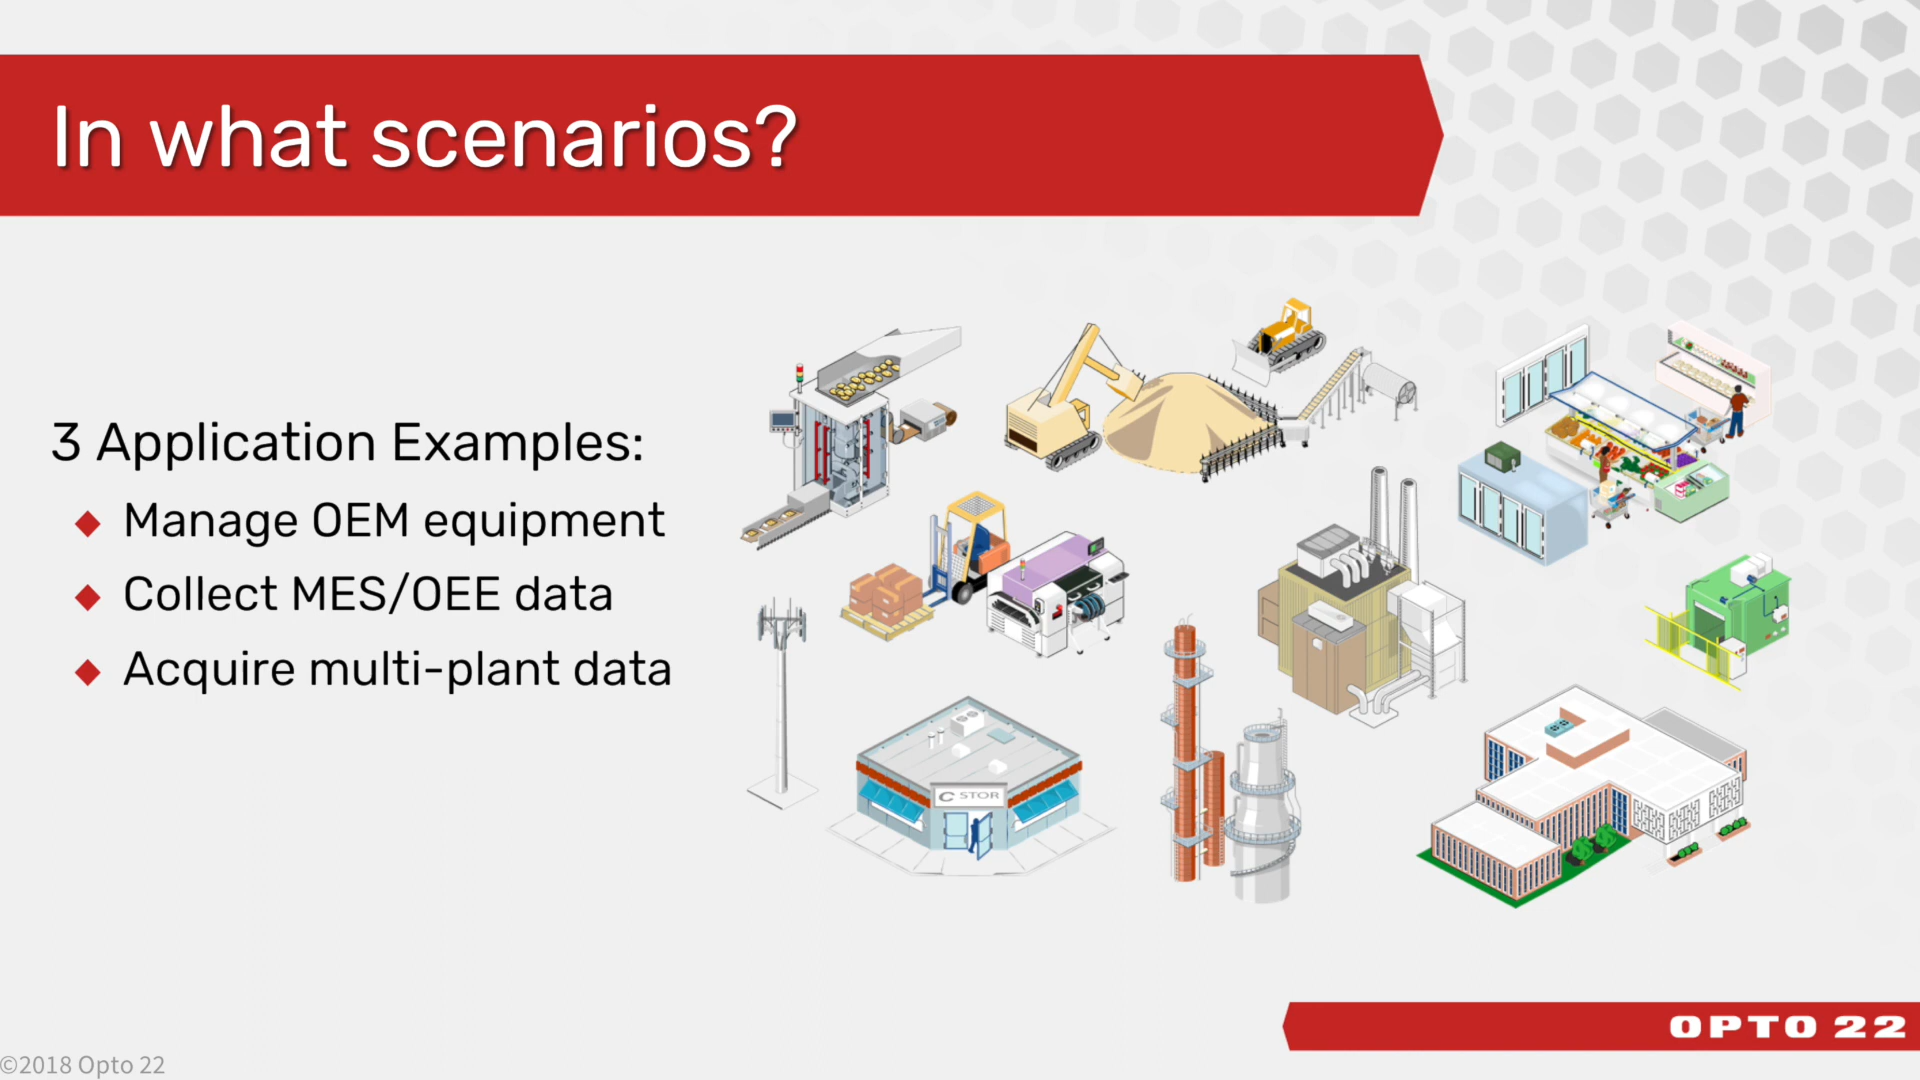 In what scenarios?
3 Application Examples:
Manage OEM equipment
Collect MES/OEE data
Acquire multi-plant data
C STOR
OPTO 22
©2018 Opto 22